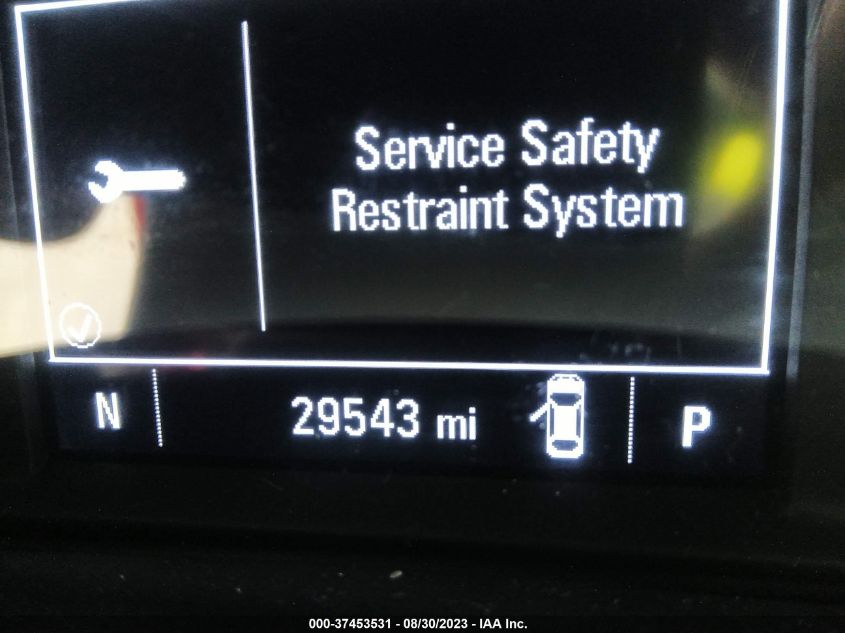 Service Safety
Restraint System
N 29543 mi P
000-37453531 - 08/30/2023 - IAA Inc.